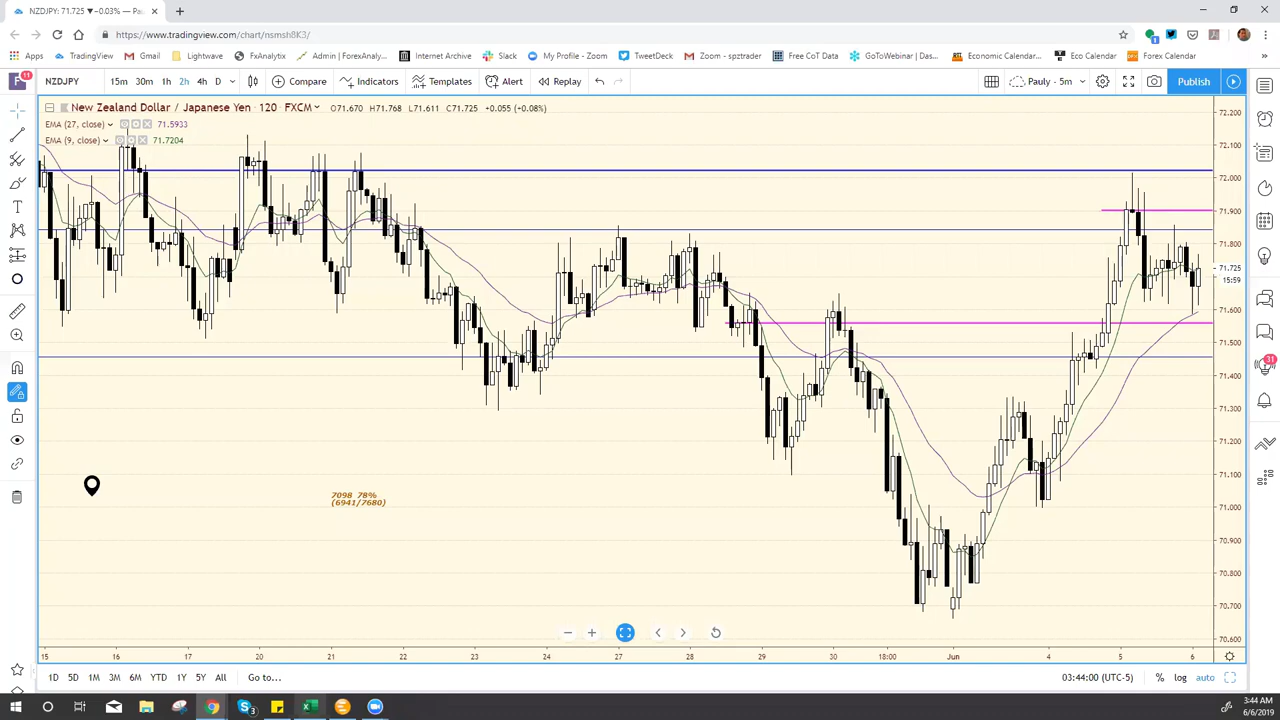 NZDJPY: 71.725 ▼−0.03% Unnam
https://www.tradingview.com/chart/nsmsh8K3/
Apps TradingView Gmail Lightwave FxAnalytix Admin (ForexAnaly... Internet Archive Slack My Profile - Zoom TweetDeck Zoom - spztrader Free CoT Data GoToWebinar | Das... Economic Calendar... Eco Calendar Forex Calendar
F 11 NZDJPY 15m 30m 1h 2h 4h D Compare Indicators Templates Alert Replay Pauly - 5m Publish
New Zealand Dollar / Japanese Yen · 120 · FXCM O71.670 H71.768 L71.611 C71.725 +0.055 (+0.08%)
EMA (27, close) 71.5933
EMA (9, close) 71.7204
72.200
72.100
72.000
71.900
71.800
71.725
15:59
71.600
71.500
71.400
71.300
71.200
71.100
71.000
70.900
70.800
70.700
70.600
31
7098 78%
(6941/7680)
15 16 17 20 21 22 23 24 27 28 29 30 18:00 Jun 4 5 6
1D 5D 1M 3M 6M YTD 1Y 5Y All Go to... 03:44:00 (UTC-5) % log auto
3
3:44 AM
6/6/2019